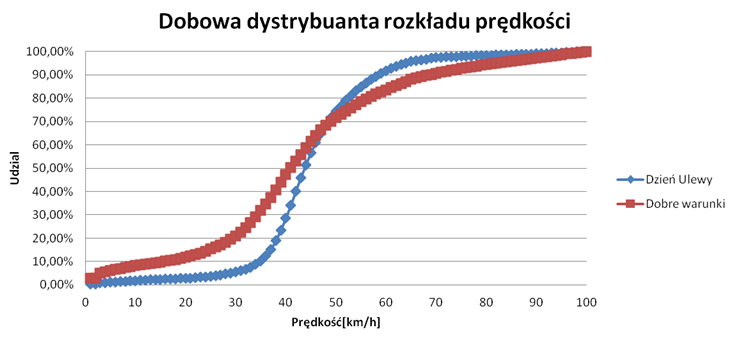 Dobowa dystrybuanta rozkładu prędkości
100,00%
90,00%
80,00%
70,00%
60,00%
50,00%
40,00%
30,00%
20,00%
10,00%
0,00%
Udzial
0 10 20 30 40 50 60 70 80 90 100
Prędkość[km/h]
Dzień Ulewy
Dobre warunki